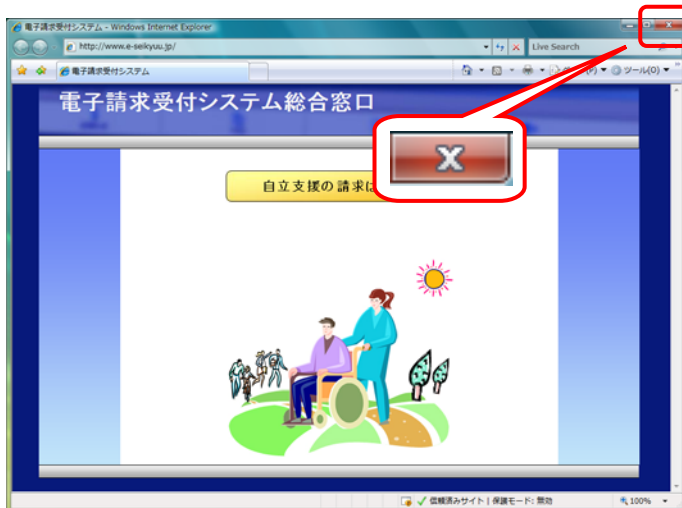 電子請求受付システム - Windows Internet Explorer
http://www.e-seikyuu.jp/
Live Search
電子請求受付システム
ツール(O)
電子請求受付システム総合窓口
自立支援の請求は
X
信頼済みサイト | 保護モード: 無効
100%